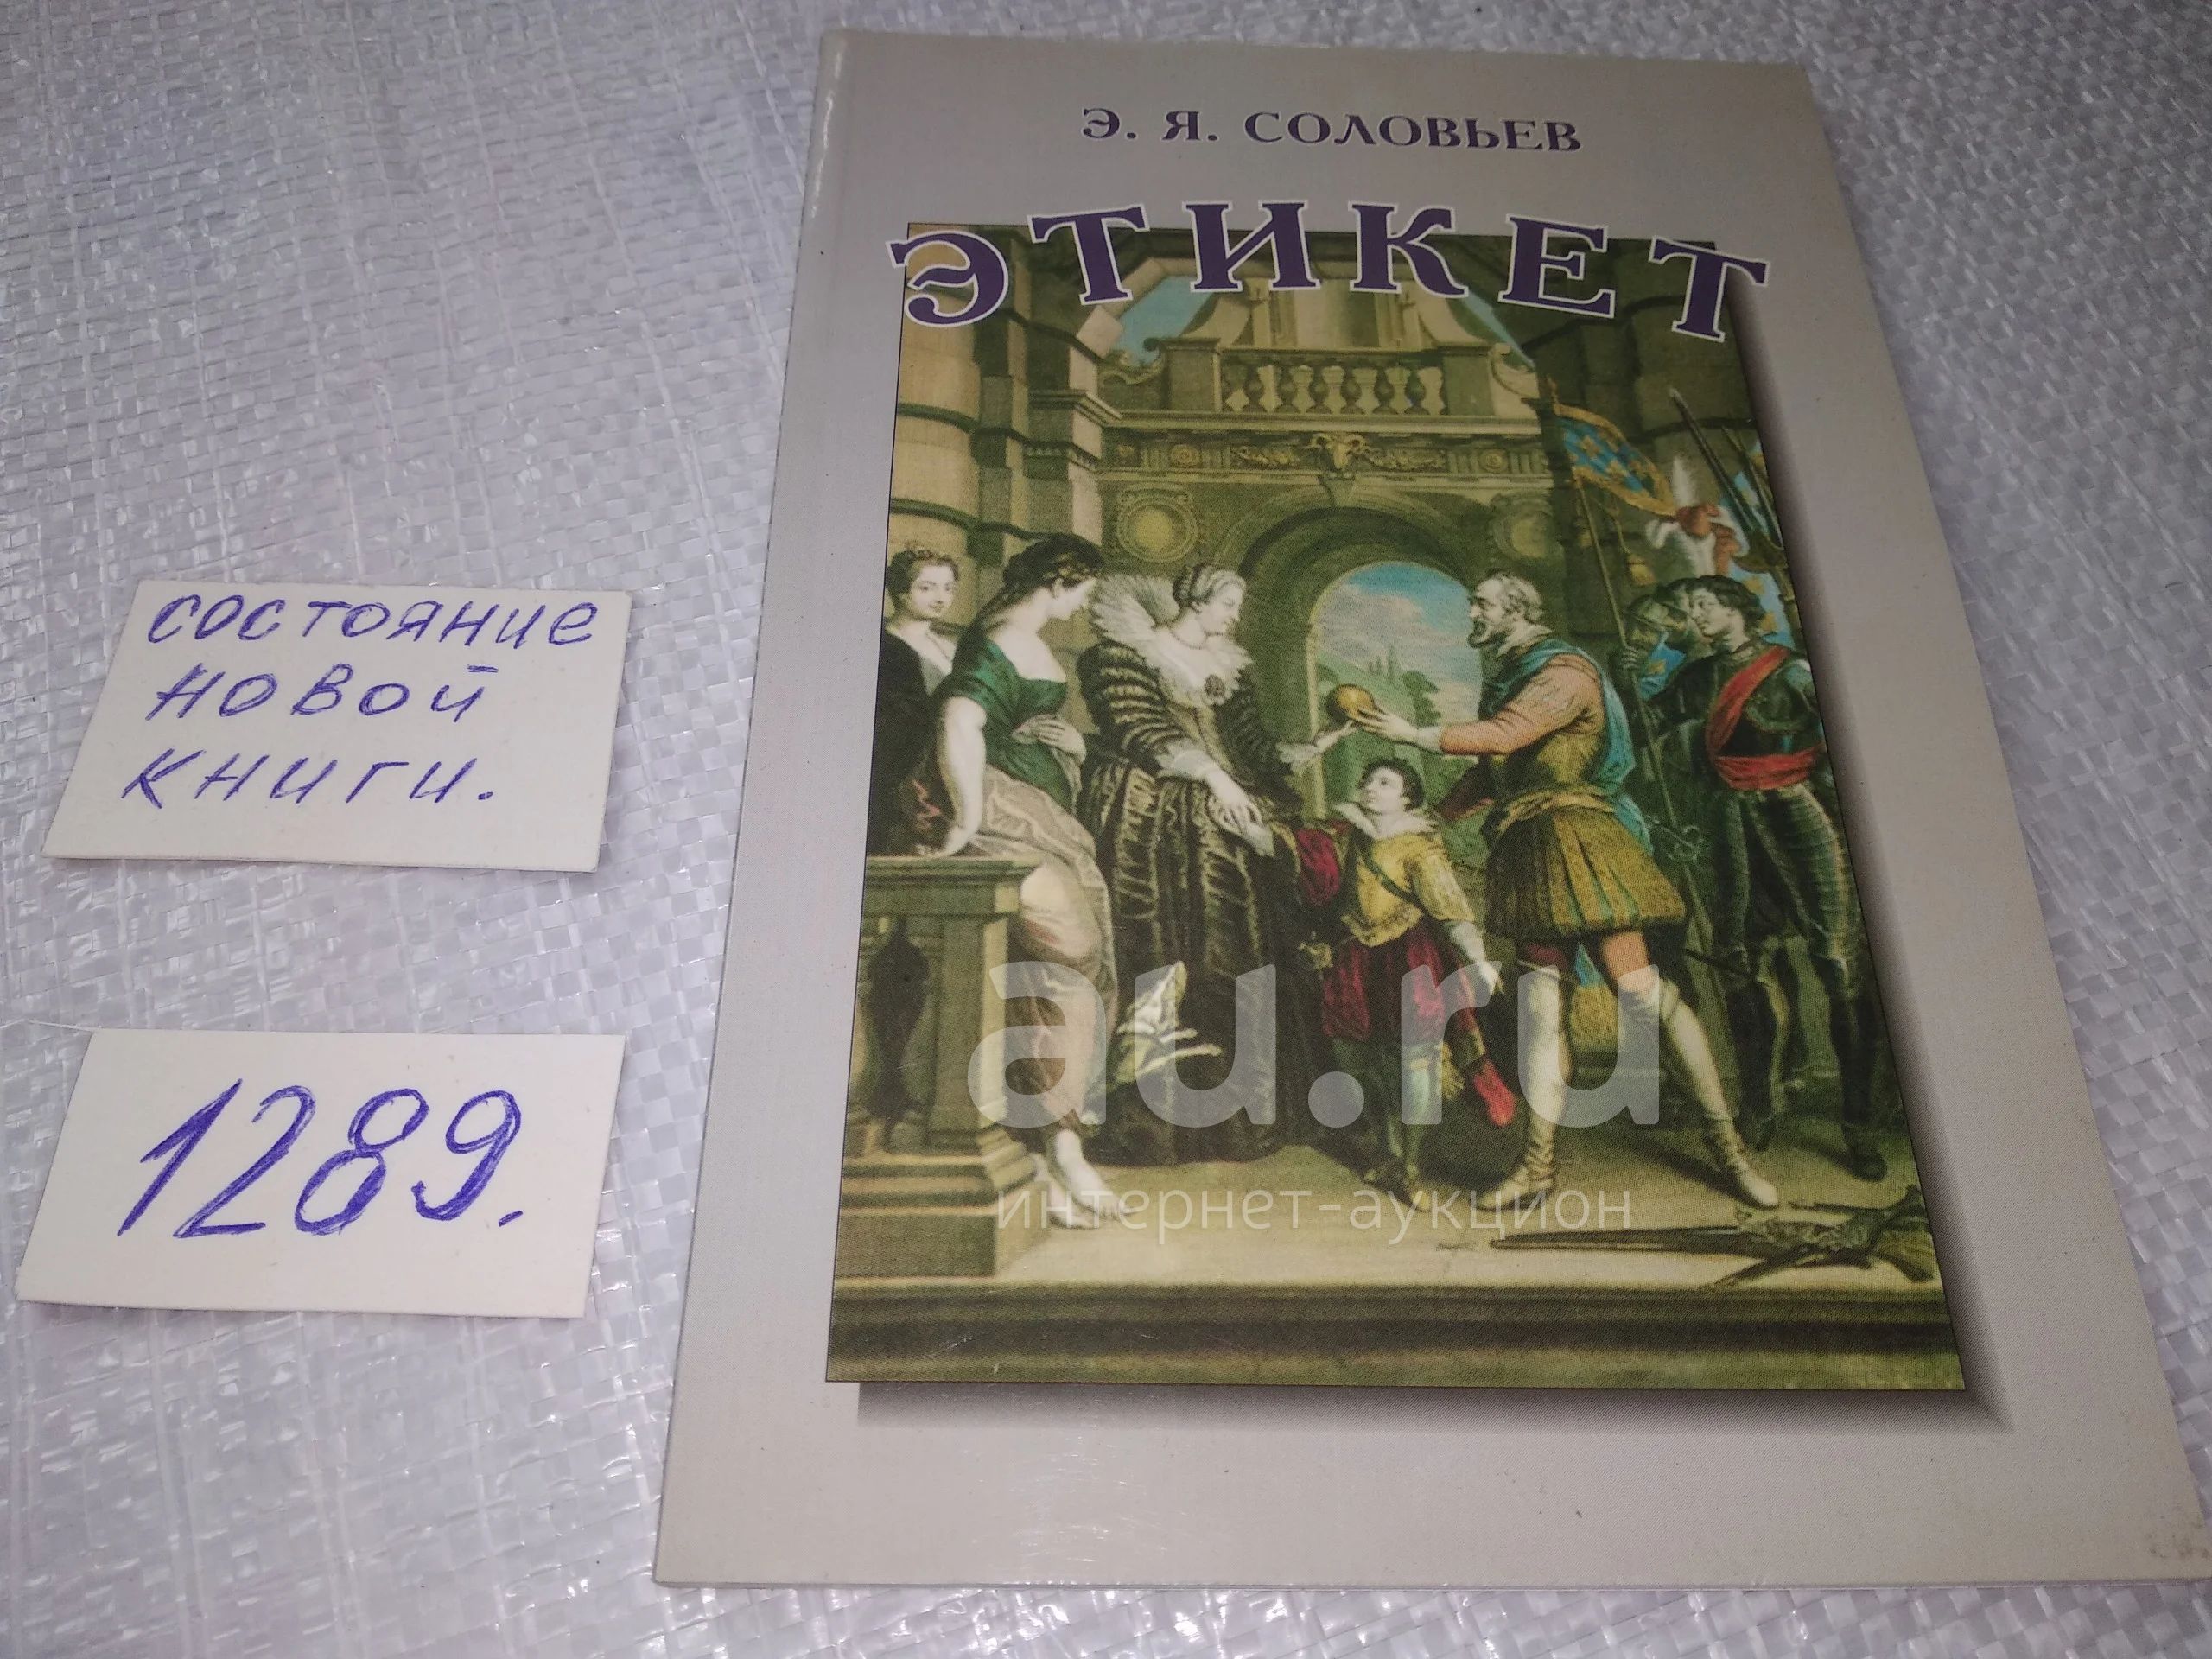 Э. Я. СОЛОВЬЕВ
ЭТИКЕТ
состояние
новой
книги.
1289.
au.ru
интернет-аукцион